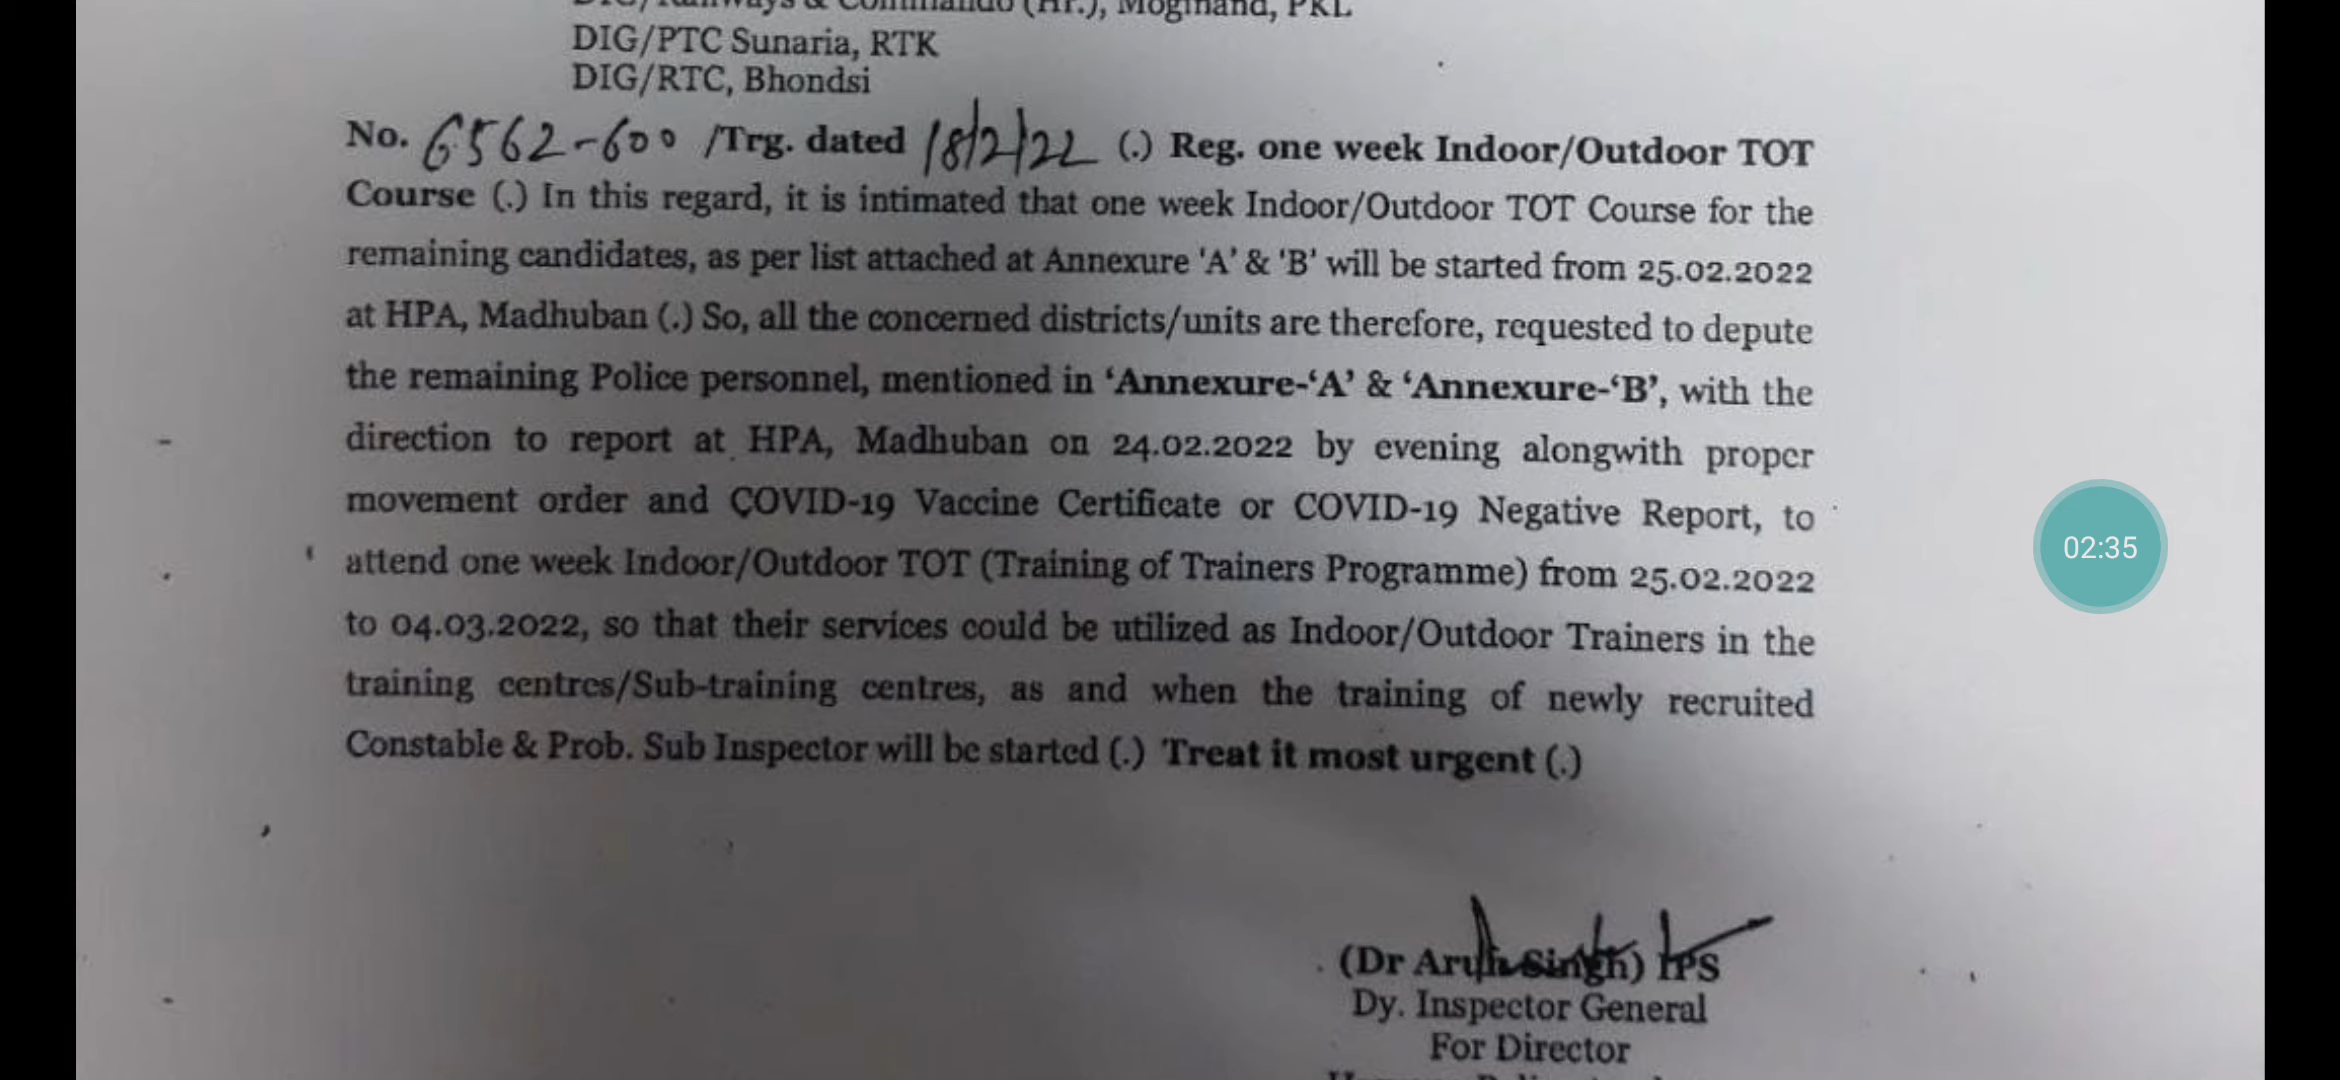 DIG/Railways & Commando (Hr.), Moginand, PKL
DIG/PTC Sunaria, RTK
DIG/RTC, Bhondsi
No. 6562-600 /Trg. dated 18/2/22 (.) Reg. one week Indoor/Outdoor TOT
Course (.) In this regard, it is intimated that one week Indoor/Outdoor TOT Course for the
remaining candidates, as per list attached at Annexure 'A' & 'B' will be started from 25.02.2022
at HPA, Madhuban (.) So, all the concerned districts/units are therefore, requested to depute
the remaining Police personnel, mentioned in ‘Annexure-‘A’ & ‘Annexure-‘B’, with the
direction to report at HPA, Madhuban on 24.02.2022 by evening alongwith proper
movement order and COVID-19 Vaccine Certificate or COVID-19 Negative Report, to
attend one week Indoor/Outdoor TOT (Training of Trainers Programme) from 25.02.2022
to 04.03.2022, so that their services could be utilized as Indoor/Outdoor Trainers in the
training centres/Sub-training centres, as and when the training of newly recruited
Constable & Prob. Sub Inspector will be started (.) Treat it most urgent (.)
02:35
(Dr Arun Singh) IPS
Dy. Inspector General
For Director